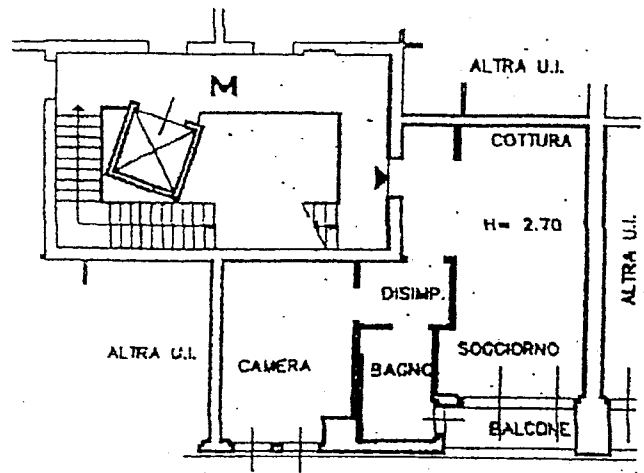 ALTRA U.I.
M
COTTURA
H= 2.70
ALTRA U.I.
DISIMP.
ALTRA U.I.
CAMERA
BAGNO
SOGGIORNO
BALCONE